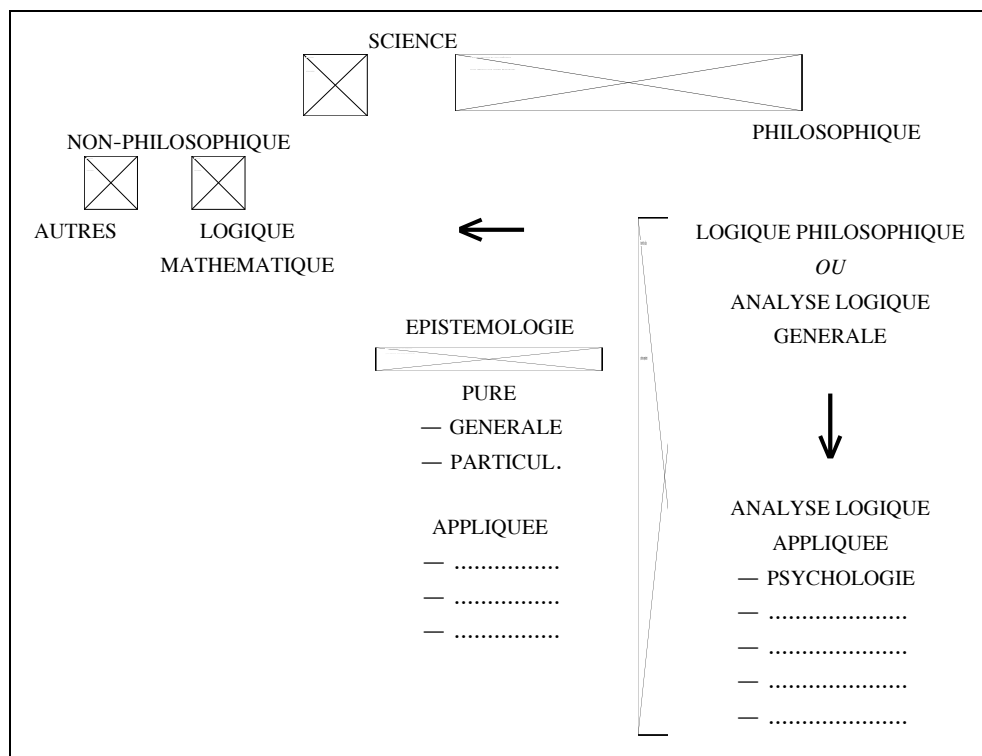 SCIENCE
PHILOSOPHIQUE
NON-PHILOSOPHIQUE
AUTRES
LOGIQUE
MATHEMATIQUE
LOGIQUE PHILOSOPHIQUE
OU
ANALYSE LOGIQUE
GENERALE
EPISTEMOLOGIE
PURE
— GENERALE
— PARTICUL.
APPLIQUEE
— ................
— ................
— ................
ANALYSE LOGIQUE
APPLIQUEE
— PSYCHOLOGIE
— .....................
— .....................
— .....................
— .....................